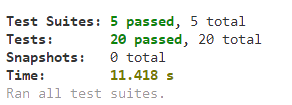 Test Suites: 5 passed, 5 total
Tests:       20 passed, 20 total
Snapshots:   0 total
Time:        11.418 s
Ran all test suites.